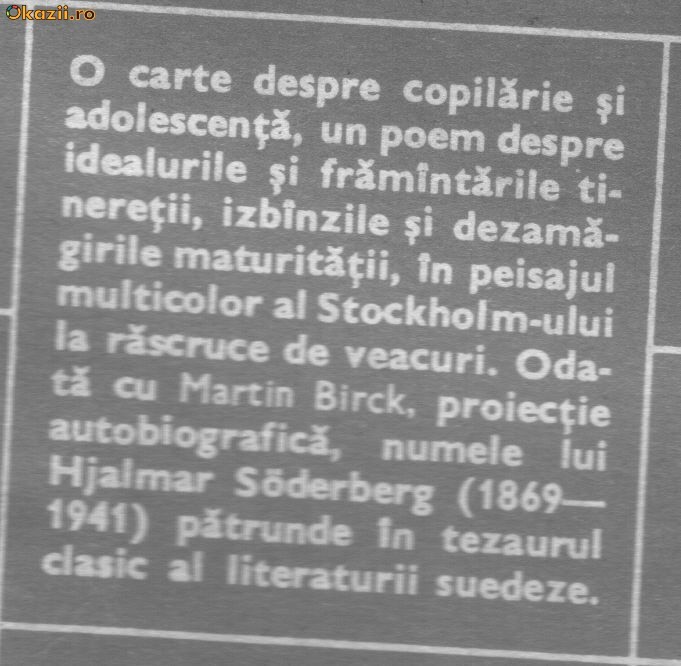 Okazii.ro
O carte despre copilărie și
adolescență, un poem despre
idealurile și frămîntările ti-
nereții, izbînzile și dezamă-
girile maturității, în peisajul
multicolor al Stockholm-ului
la răscruce de veacuri. Oda-
tă cu Martin Birck, proiecție
autobiografică, numele lui
Hjalmar Söderberg (1869—
1941) pătrunde în tezaurul
clasic al literaturii suedeze.